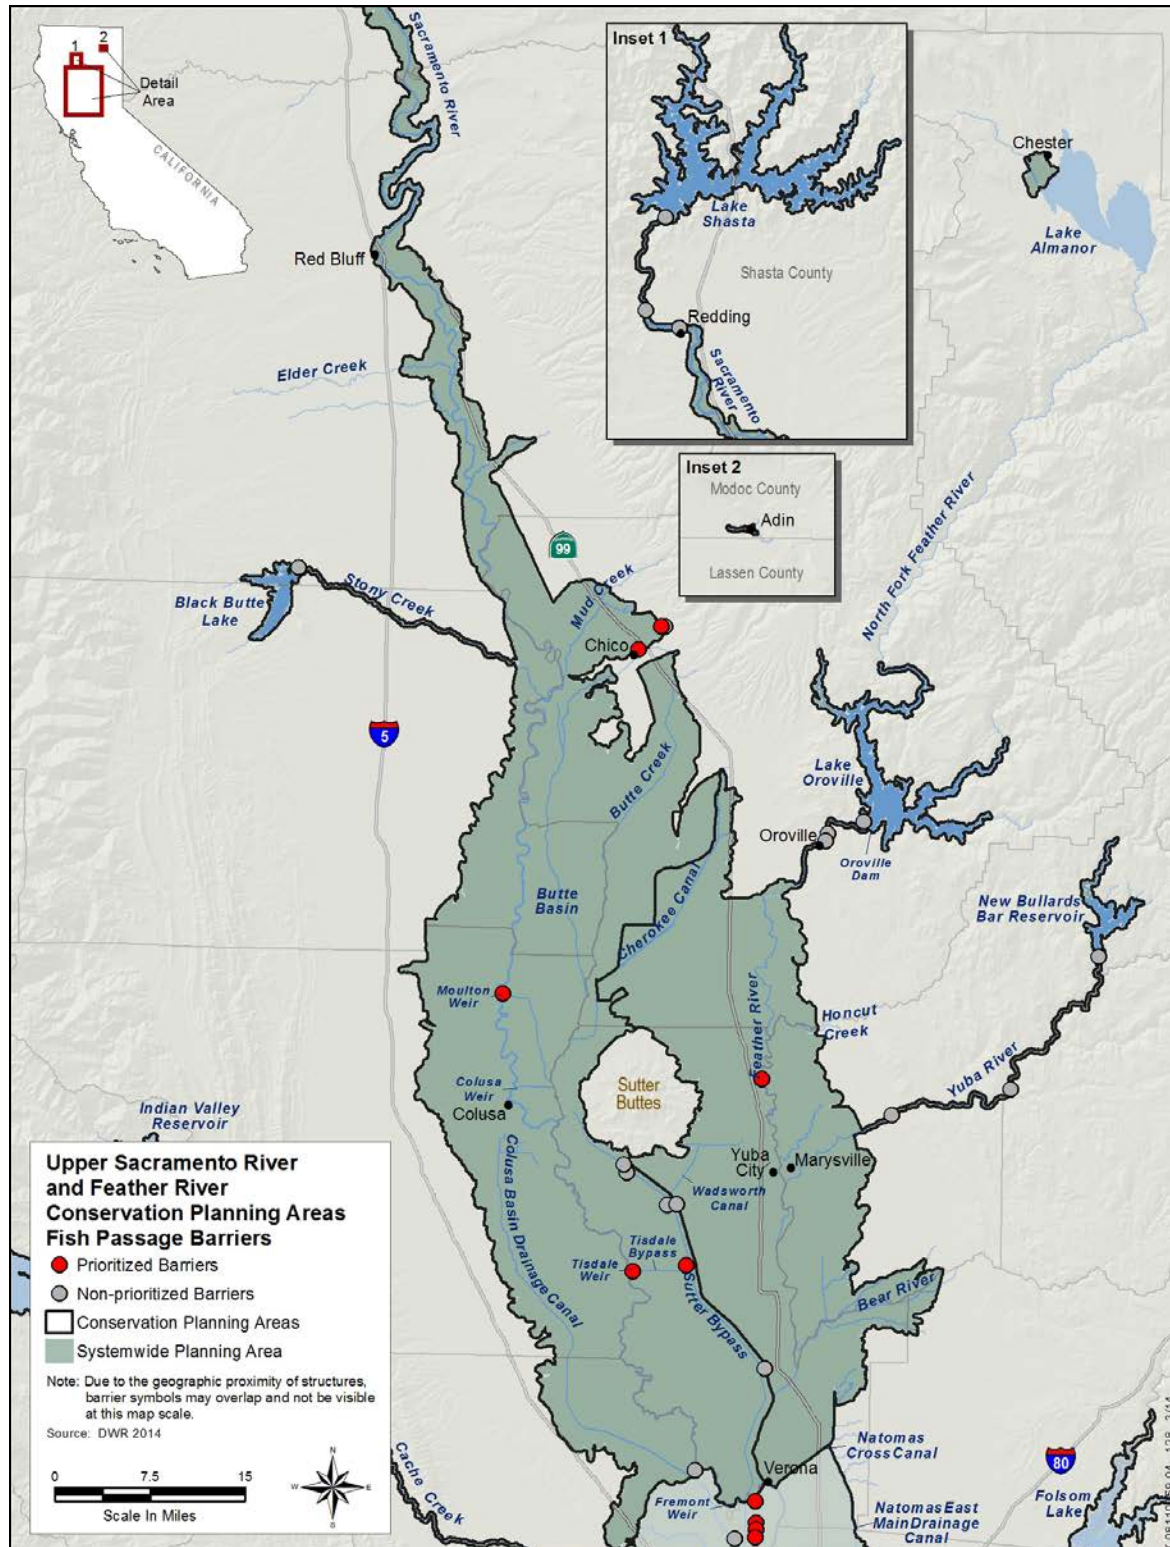 1
2
Detail
Area
CALIFORNIA
Sacramento River
Inset 1
Lake
Shasta
Shasta County
Redding
Sacramento
River
Chester
Lake
Almanor
Red Bluff
Elder Creek
Inset 2
Modoc County
Adin
Lassen County
99
North Fork Feather River
Black Butte
Lake
Stony Creek
Mud Creek
Chico
5
Butte Creek
Lake
Oroville
Oroville
Oroville
Dam
Butte
Basin
Cherokee Canal
New Bullards
Bar Reservoir
Moulton
Weir
Feather River
Honcut
Creek
Colusa
Weir
Colusa
Sutter
Buttes
Yuba River
Indian Valley
Reservoir
Colusa Basin Drainage Canal
Yuba
City
Marysville
Wadsworth
Canal
Tisdale
Bypass
Tisdale
Weir
Sutter Bypass
Bear River
Upper Sacramento River
and Feather River
Conservation Planning Areas
Fish Passage Barriers
Prioritized Barriers
Non-prioritized Barriers
Conservation Planning Areas
Systemwide Planning Area
Note: Due to the geographic proximity of structures,
barrier symbols may overlap and not be visible
at this map scale.
Source: DWR 2014
0 7.5 15
Scale In Miles
N
W
E
S
Cache Creek
Verona
Fremont
Weir
Natomas
Cross Canal
Natomas East
Main Drainage
Canal
80
Folsom
Lake